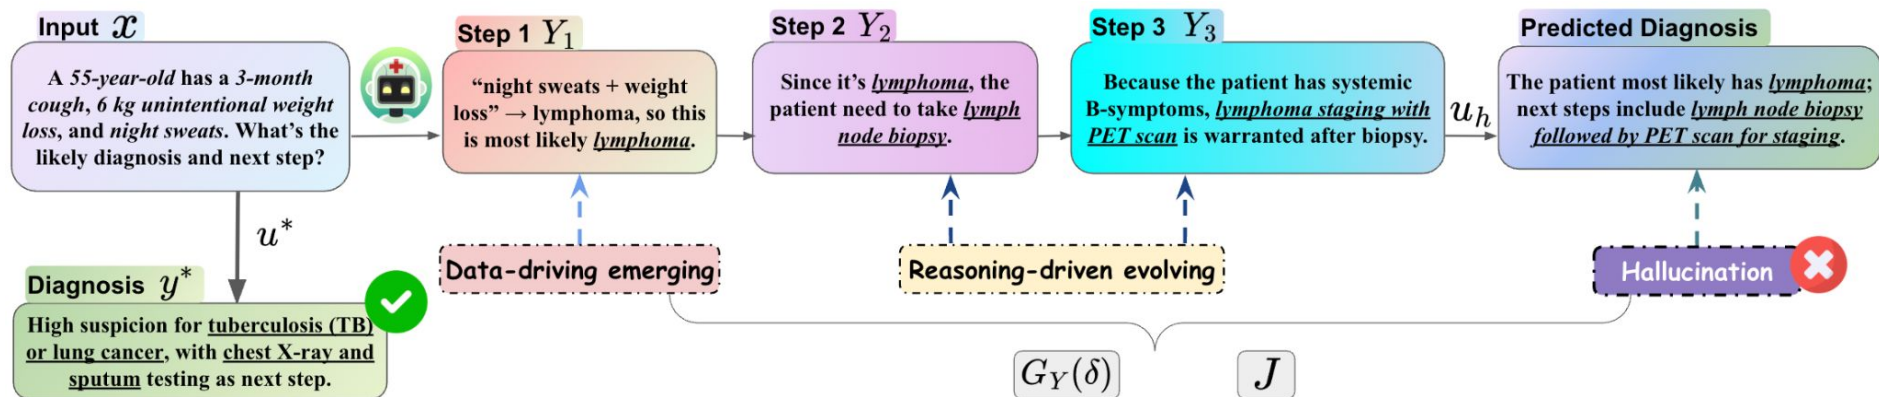 Input x
A 55-year-old has a 3-month
cough, 6 kg unintentional weight
loss, and night sweats. What's the
likely diagnosis and next step?
Step 1 Y₁
“night sweats + weight
loss” → lymphoma, so this
is most likely lymphoma.
Step 2 Y₂
Since it's lymphoma, the
patient need to take lymph
node biopsy.
Step 3 Y₃
Because the patient has systemic
B-symptoms, lymphoma staging with
PET scan is warranted after biopsy.
u_h
Predicted Diagnosis
The patient most likely has lymphoma;
next steps include lymph node biopsy
followed by PET scan for staging.
u*
Diagnosis y*
High suspicion for tuberculosis (TB)
or lung cancer, with chest X-ray and
sputum testing as next step.
Data-driving emerging
Reasoning-driven evolving
Hallucination
G_Y(δ)
J